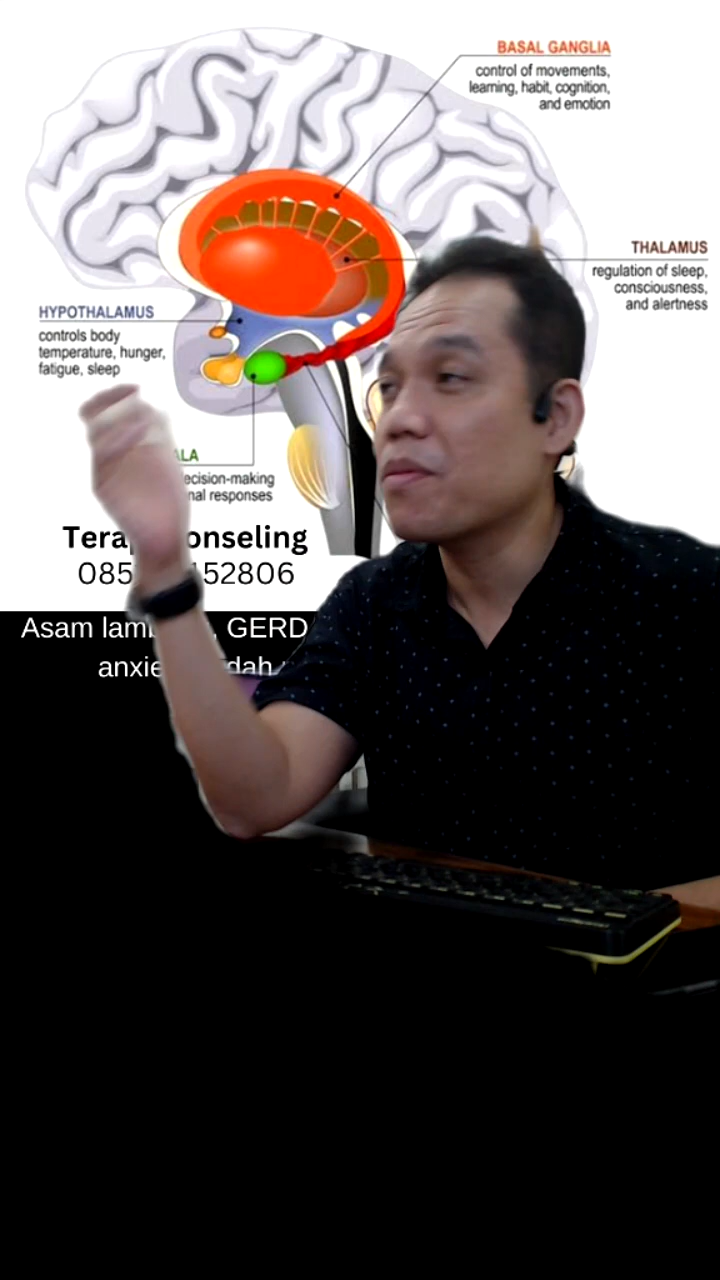 BASAL GANGLIA
control of movements,
learning, habit, cognition,
and emotion
THALAMUS
regulation of sleep,
consciousness,
and alertness
HYPOTHALAMUS
controls body
temperature, hunger,
fatigue, sleep
ALA
ecision-making
nal responses
Tera onseling
085 152806
Asam lam , GERD
anxie dah